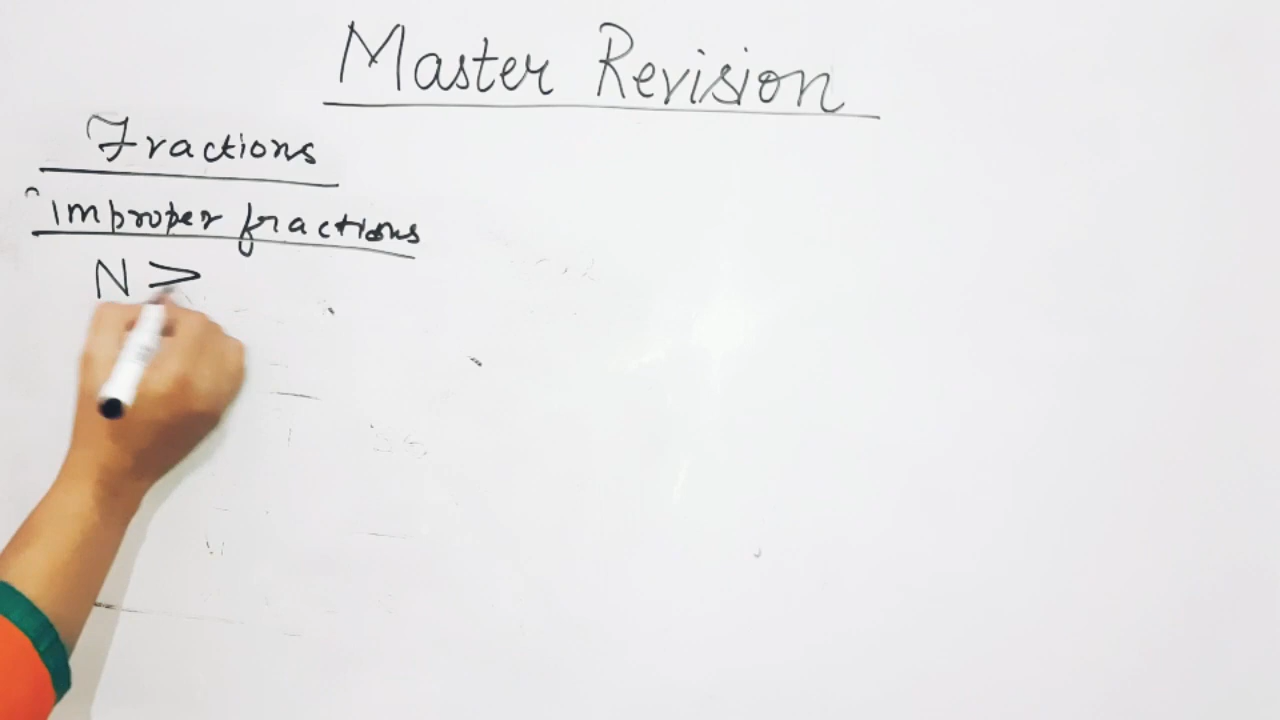 Master Revision
Fractions
improper fractions
N >